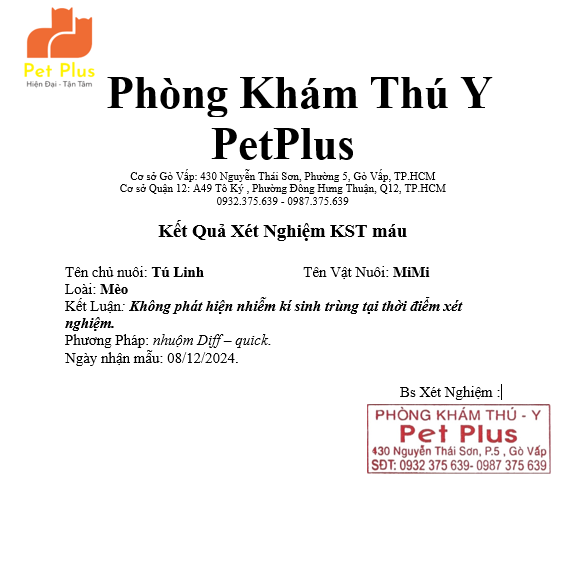 Pet Plus
Hiện Đại - Tận Tâm
Phòng Khám Thú Y
PetPlus
Cơ sở Gò Vấp: 430 Nguyễn Thái Sơn, Phường 5, Gò Vấp, TP.HCM
Cơ sở Quận 12: A49 Tô Ký , Phường Đông Hưng Thuận, Q12, TP.HCM
0932.375.639 - 0987.375.639
Kết Quả Xét Nghiệm KST máu
Tên chủ nuôi: Tú Linh Tên Vật Nuôi: MiMi
Loài: Mèo
Kết Luận: Không phát hiện nhiễm kí sinh trùng tại thời điểm xét
nghiệm.
Phương Pháp: nhuộm Diff – quick.
Ngày nhận mẫu: 08/12/2024.
Bs Xét Nghiệm :
PHÒNG KHÁM THÚ - Y
Pet Plus
430 Nguyễn Thái Sơn, P.5 , Gò Vấp
SĐT: 0932 375 639- 0987 375 639